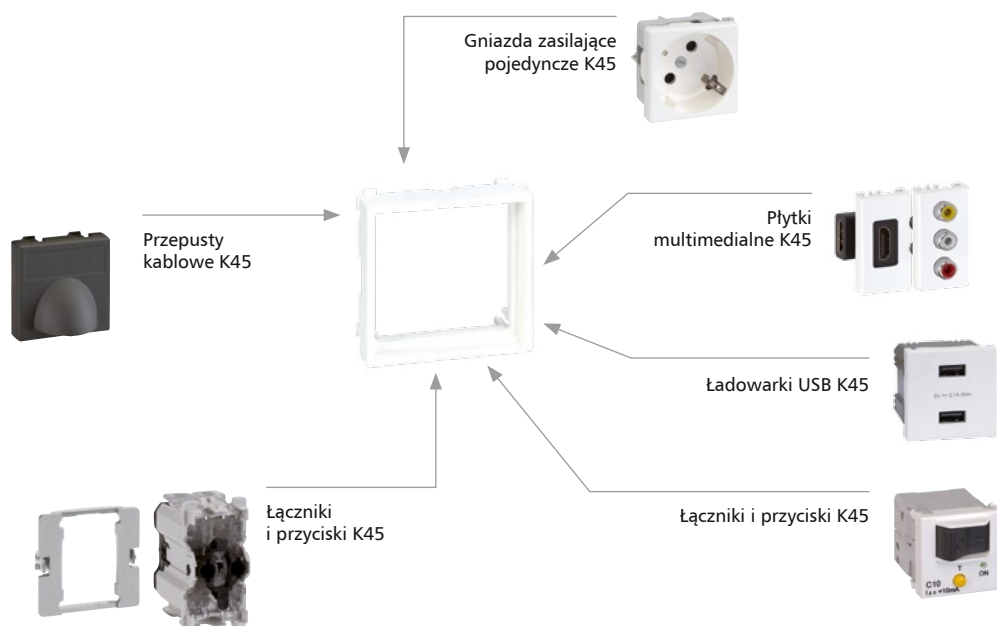 Gniazda zasilające
pojedyncze K45
Przepusty
kablowe K45
Płytki
multimedialne K45
Ładowarki USB K45
Łączniki
i przyciski K45
Łączniki i przyciski K45
T
ON
C10